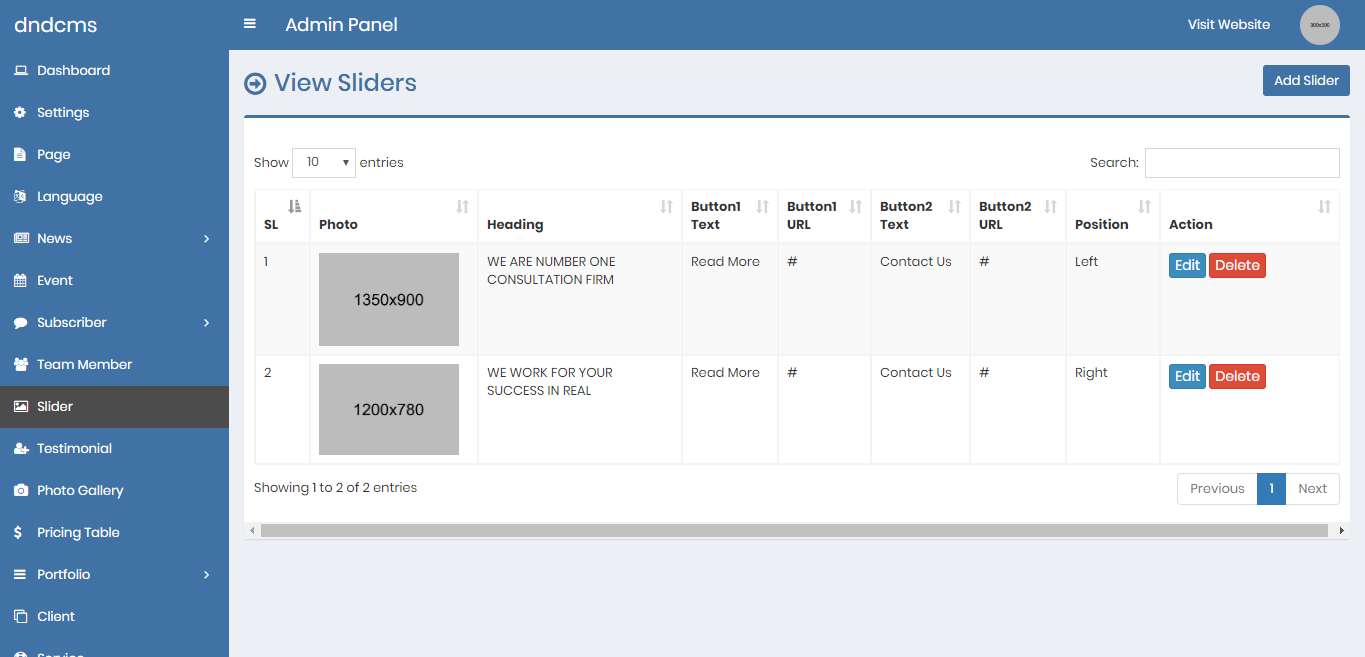 dndcms
Admin Panel
Visit Website
300x300
Dashboard
Settings
Page
Language
News
Event
Subscriber
Team Member
Slider
Testimonial
Photo Gallery
Pricing Table
Portfolio
Client
Service
View Sliders
Add Slider
Show 10 entries
Search:
SL Photo Heading Button1 Text Button1 URL Button2 Text Button2 URL Position Action
1 1350x900 WE ARE NUMBER ONE Read More # Contact Us # Left Edit Delete
CONSULTATION FIRM
2 1200x780 WE WORK FOR YOUR Read More # Contact Us # Right Edit Delete
SUCCESS IN REAL
Showing 1 to 2 of 2 entries
Previous 1 Next